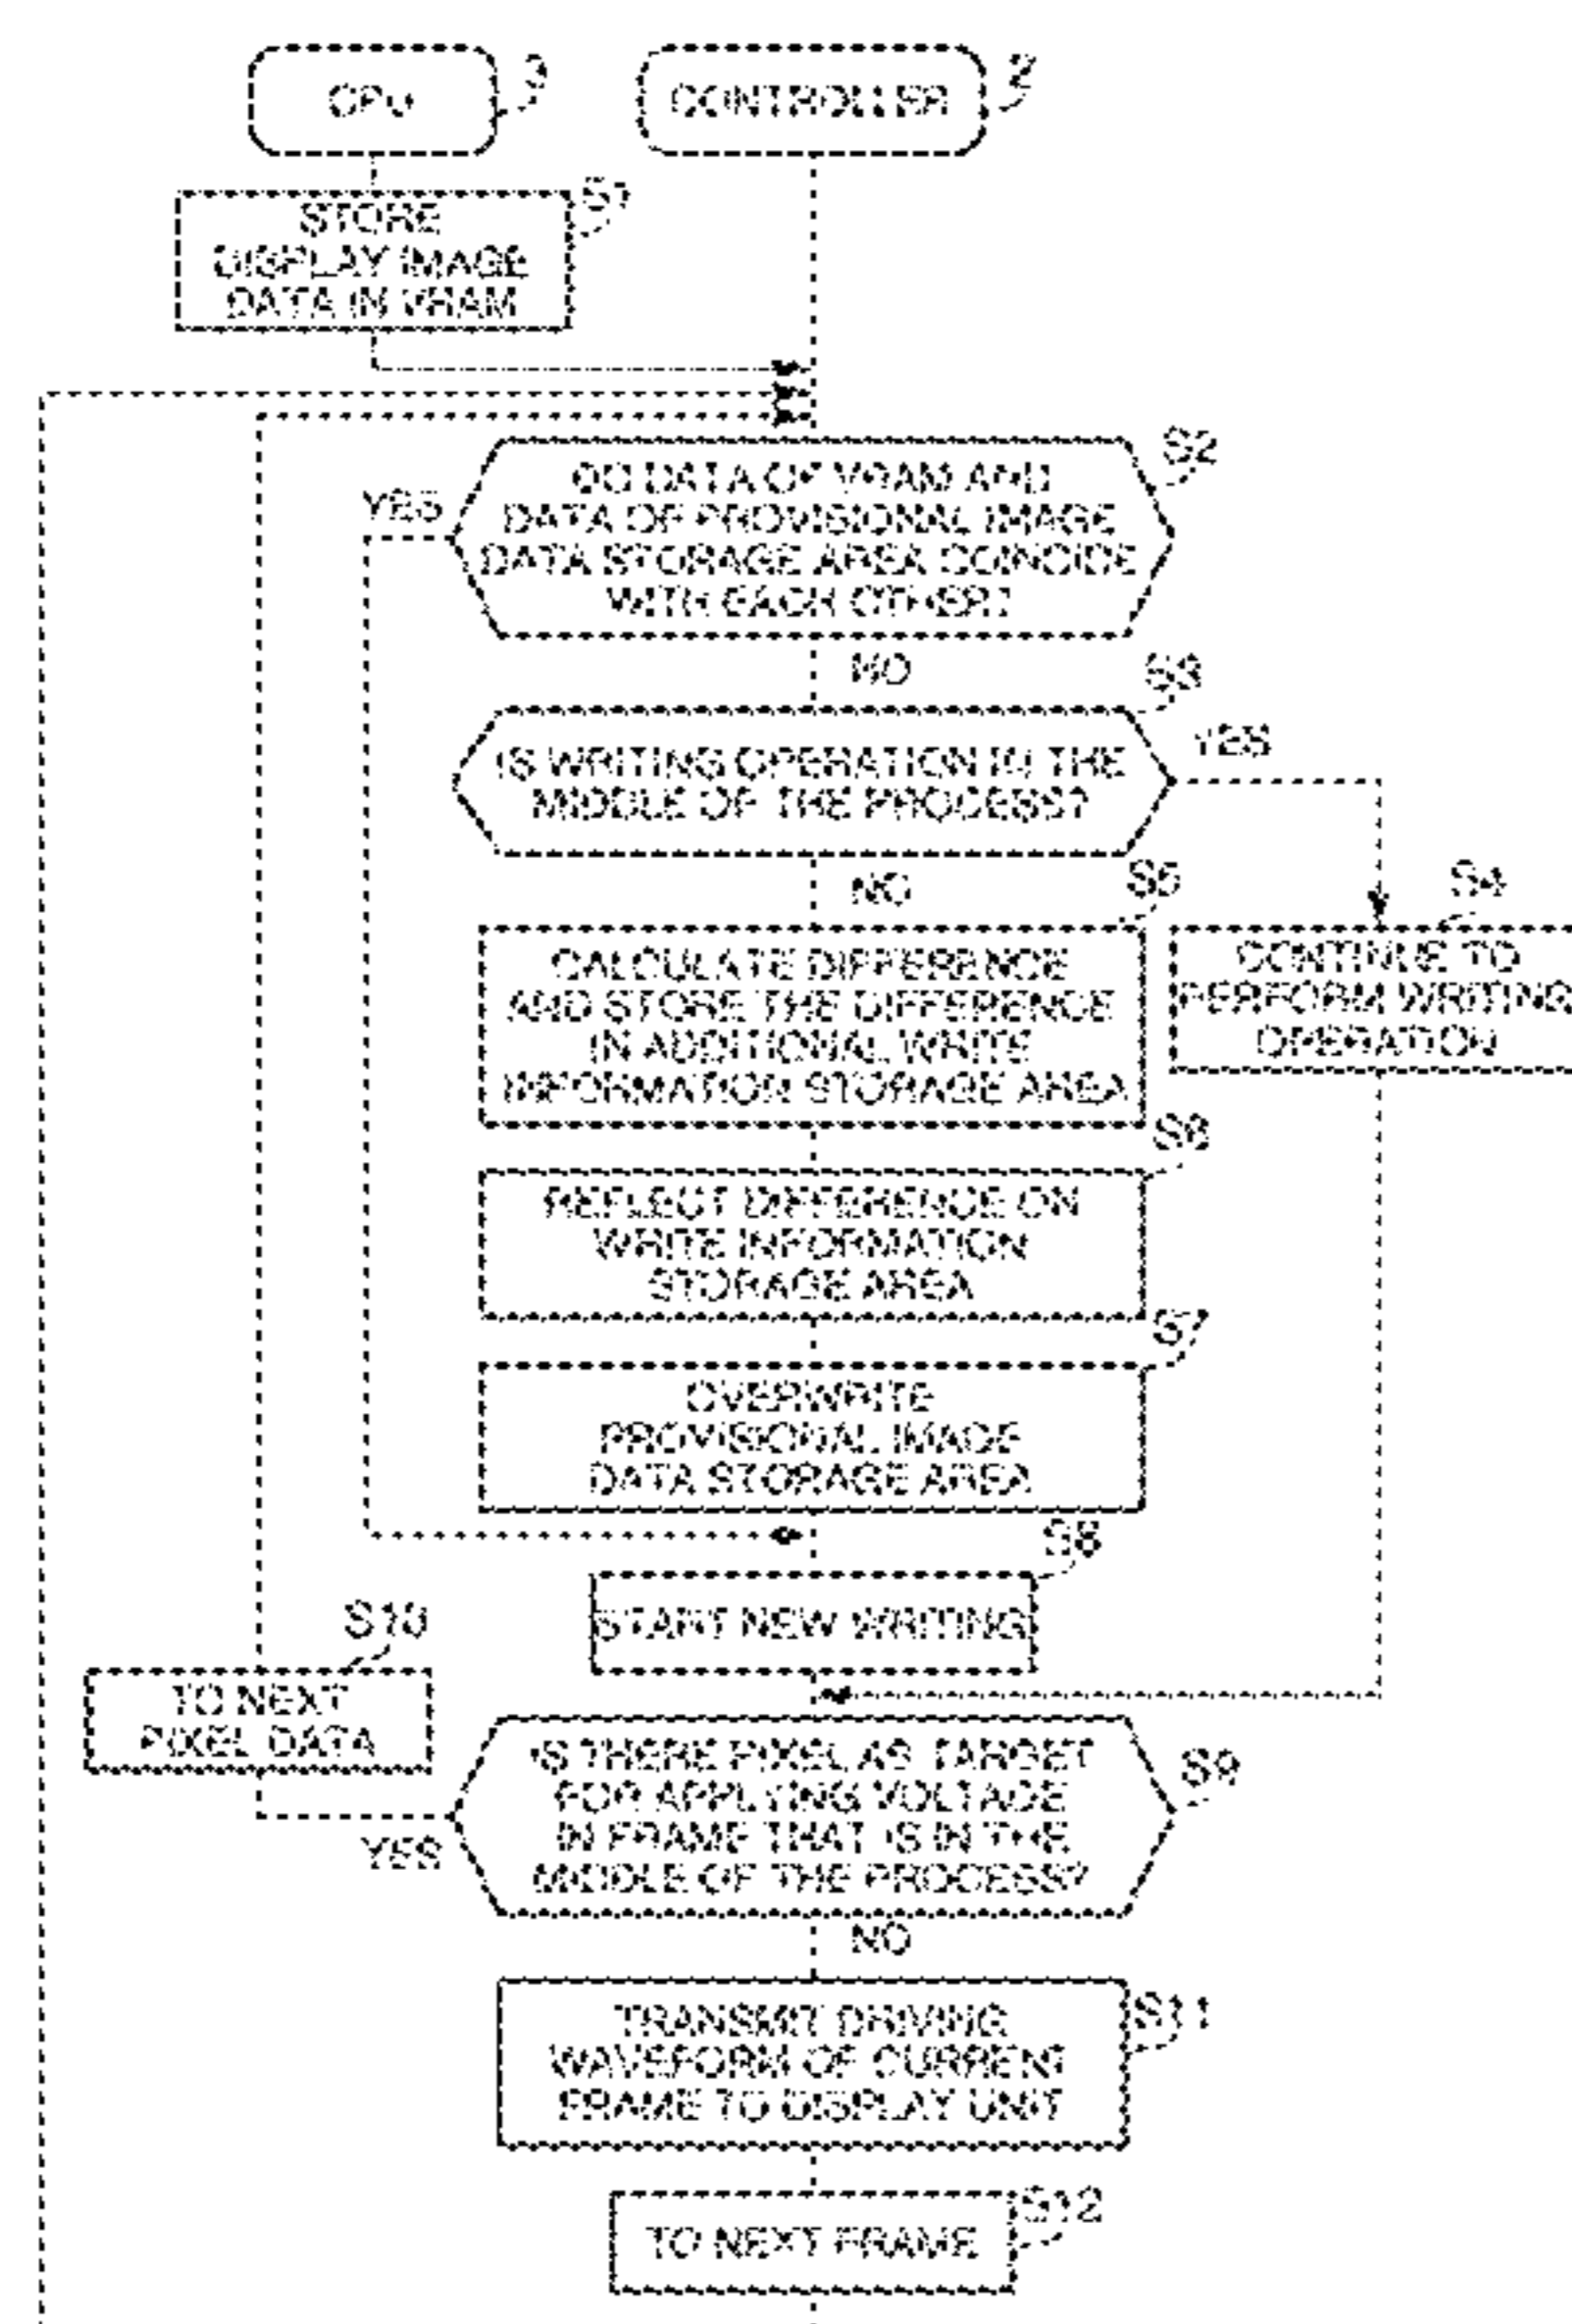 CPU
3
CONTROLLER
2
STORE
DISPLAY IMAGE
DATA IN VRAM
S1
DO DATA OF VRAM AND
DATA OF PROVISIONAL IMAGE
DATA STORAGE AREA COINCIDE
WITH EACH OTHER?
S2
YES
NO
IS WRITING OPERATION IN THE
MIDDLE OF THE PROCESS?
S3
YES
NO
CALCULATE DIFFERENCE
AND STORE THE DIFFERENCE
IN ADDITIONAL WRITE
INFORMATION STORAGE AREA
S5
CONTINUE TO
PERFORM WRITING
OPERATION
S4
REFLECT DIFFERENCE ON
WRITE INFORMATION
STORAGE AREA
S6
OVERWRITE
PROVISIONAL IMAGE
DATA STORAGE AREA
S7
START NEW WRITING
S8
TO NEXT
PIXEL DATA
S10
IS THERE PIXEL AS TARGET
FOR APPLYING VOLTAGE
IN FRAME THAT IS IN THE
MIDDLE OF THE PROCESS?
S9
YES
NO
TRANSMIT DRIVING
WAVEFORM OF CURRENT
FRAME TO DISPLAY UNIT
S11
TO NEXT FRAME
S12